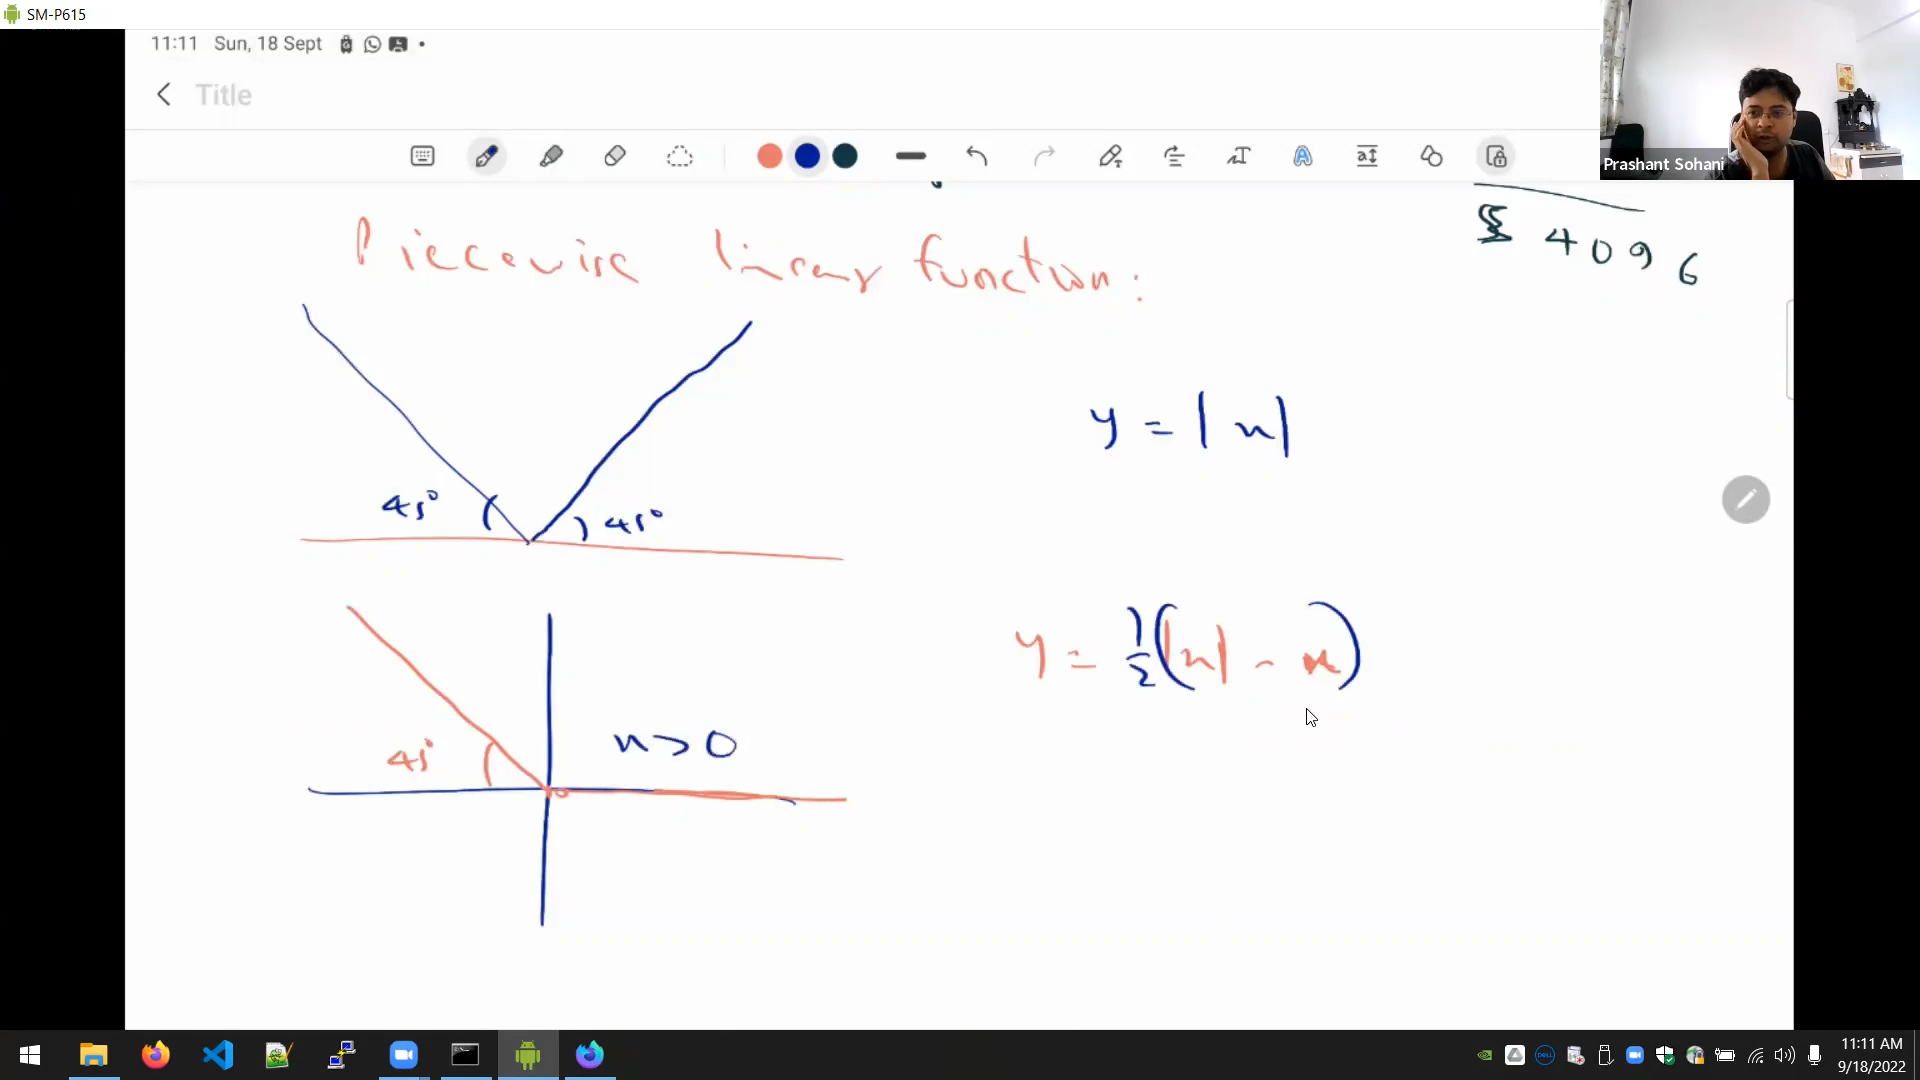 SM-P615
11:11 Sun, 18 Sept
Title
Prashant Sohani
4096
Piecewise linear function:
y = |x|
45° 45°
y = 1/2(|x| - x)
45°
x > 0
11:11 AM
9/18/2022